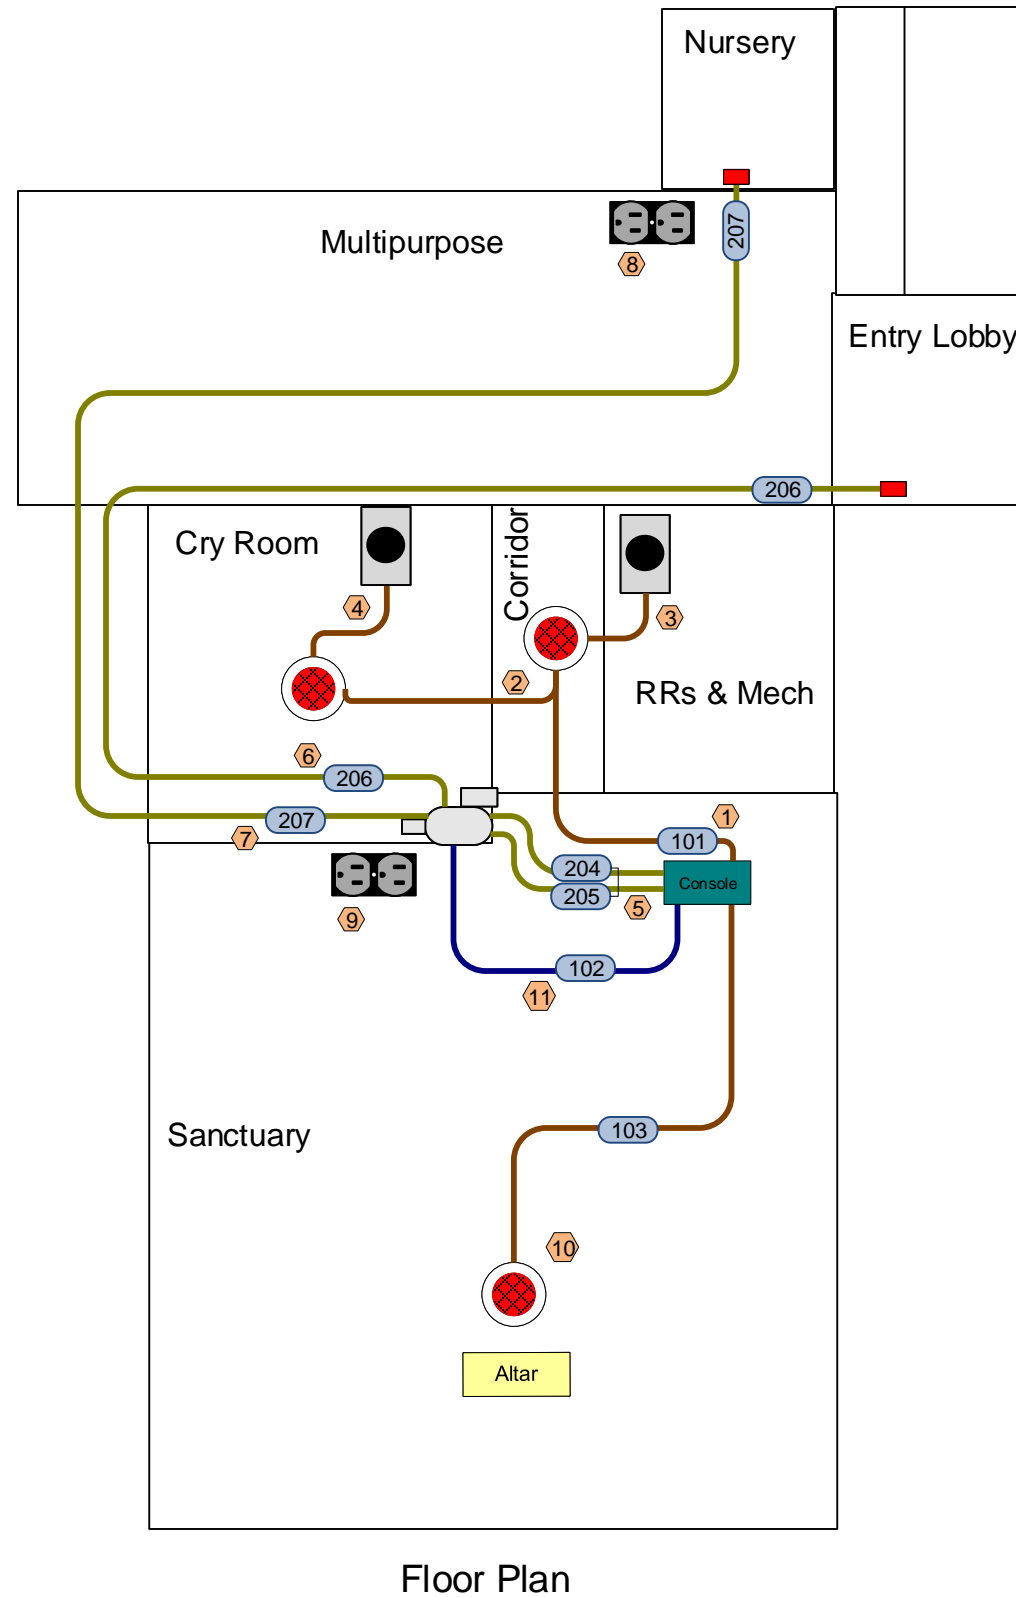 Nursery
207
Multipurpose
8
Entry Lobby
206
Cry Room
Corridor
4
3
2
RRs & Mech
6
206
207
7
1
101
204
Console
205
5
9
102
11
103
Sanctuary
10
Altar
Floor Plan